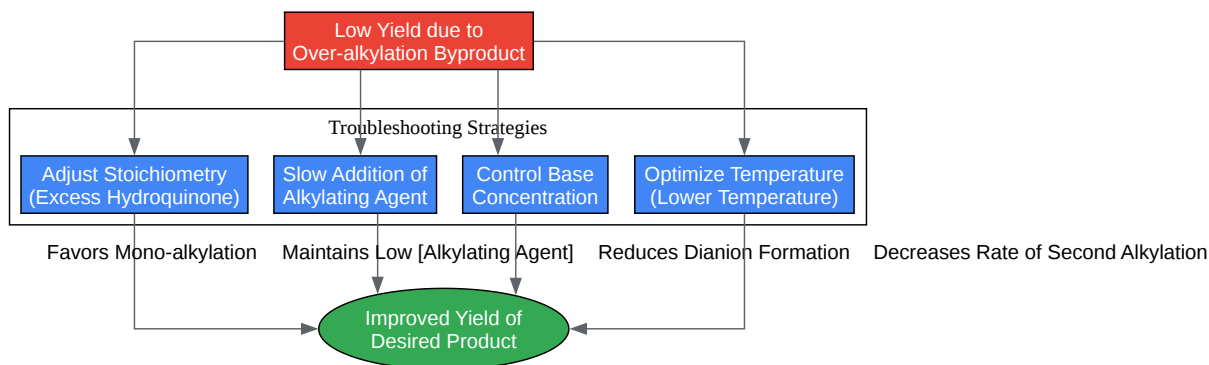 Low Yield due to
Over-alkylation Byproduct
Troubleshooting Strategies
Adjust Stoichiometry
(Excess Hydroquinone)
Slow Addition of
Alkylating Agent
Control Base
Concentration
Optimize Temperature
(Lower Temperature)
Favors Mono-alkylation
Maintains Low [Alkylating Agent]
Reduces Dianion Formation
Decreases Rate of Second Alkylation
Improved Yield of
Desired Product